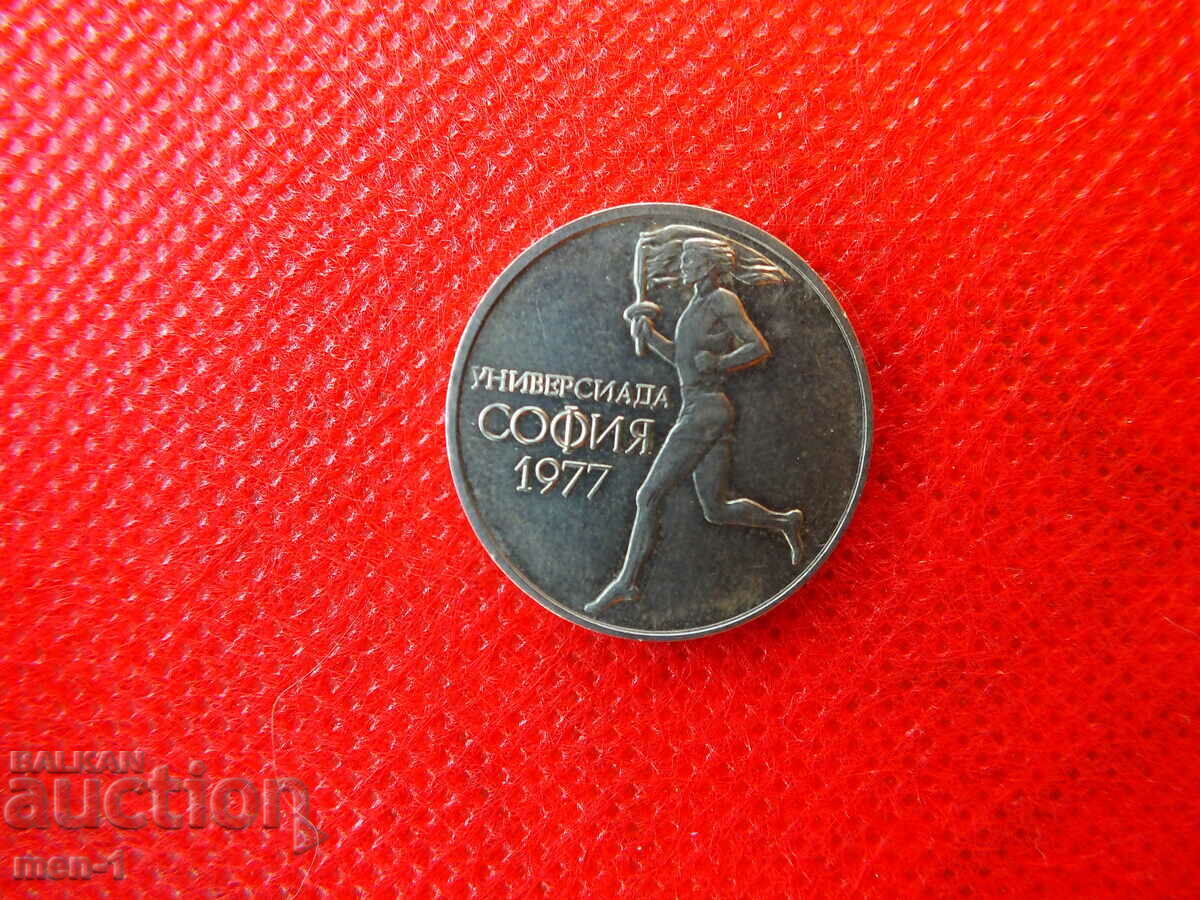 УНИВЕРСИАДА
СОФИЯ
1977
BALKAN
auction
men-1